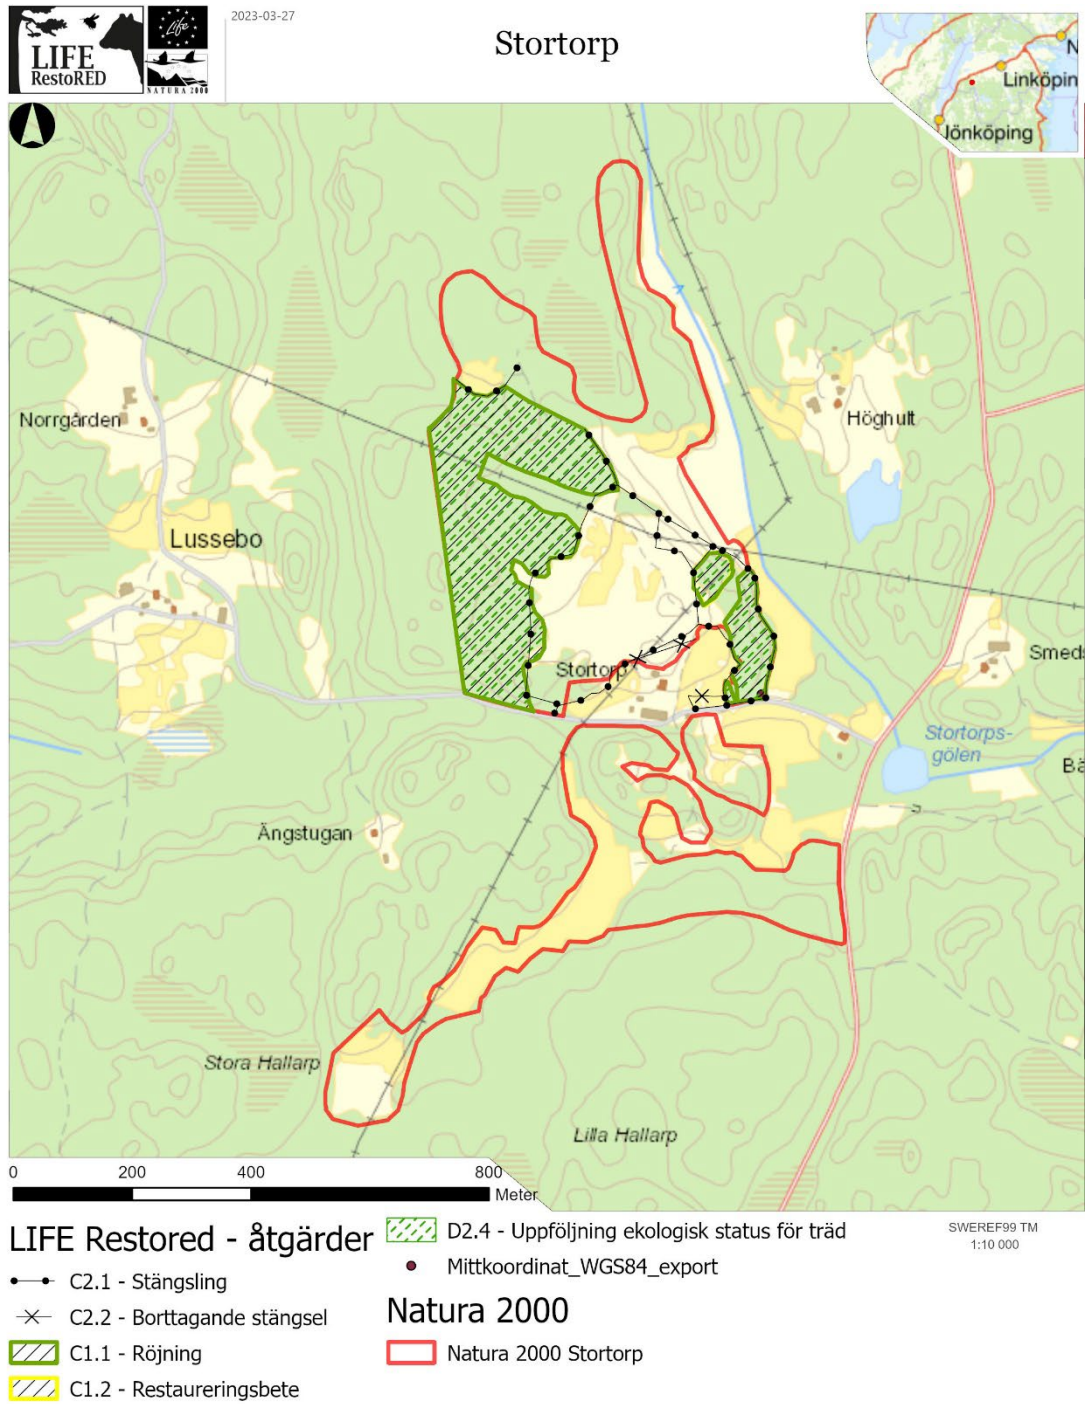 LIFE
RestoRED
Life
NATURA 2000
2023-03-27
Stortorp
N
Linköpin
Jönköping
Norrgården
Höghult
Lussebo
Stortorp
Smeds
Stortorps-
gölen
Bä
Ängstugan
Stora Hallarp
Lilla Hallarp
0 200 400 800
Meter
LIFE Restored - åtgärder
C2.1 - Stängsling
C2.2 - Borttagande stängsel
C1.1 - Röjning
C1.2 - Restaureringsbete
D2.4 - Uppföljning ekologisk status för träd
Mittkoordinat_WGS84_export
Natura 2000
Natura 2000 Stortorp
SWEREF99 TM
1:10 000